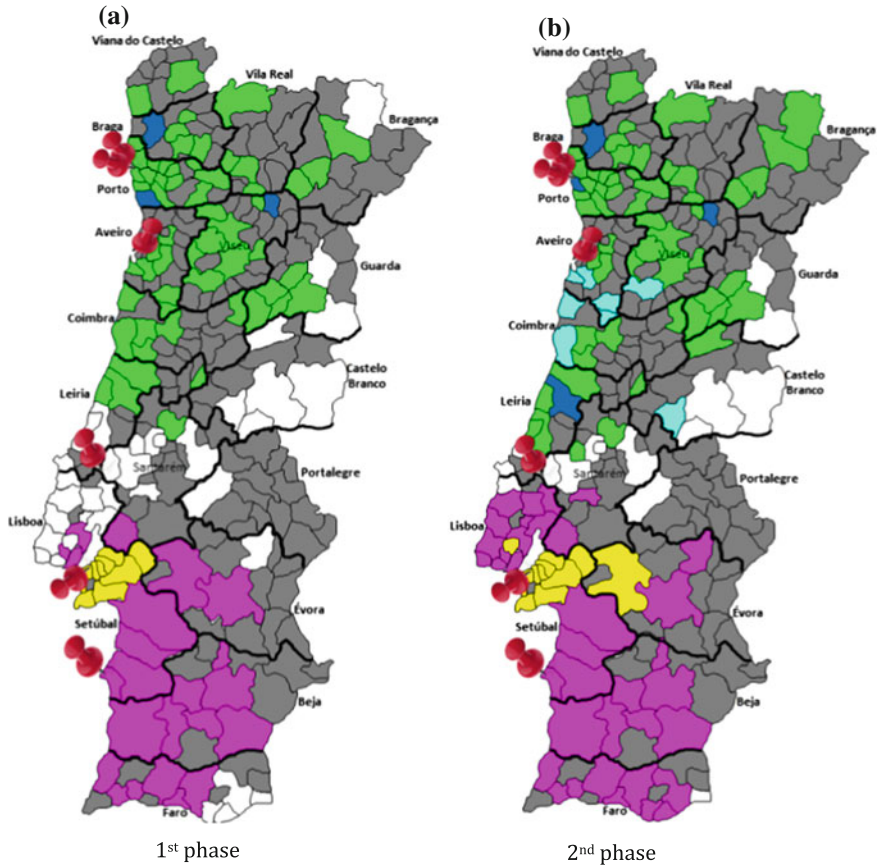 (a)
Viana do Castelo
Vila Real
Bragança
Braga
Porto
Aveiro
Viseu
Guarda
Coimbra
Castelo
Branco
Leiria
Santarém
Portalegre
Lisboa
Évora
Setúbal
Beja
Faro
1st phase
(b)
Viana do Castelo
Vila Real
Bragança
Braga
Porto
Aveiro
Viseu
Guarda
Coimbra
Castelo
Branco
Leiria
Santarém
Portalegre
Lisboa
Évora
Setúbal
Beja
Faro
2nd phase